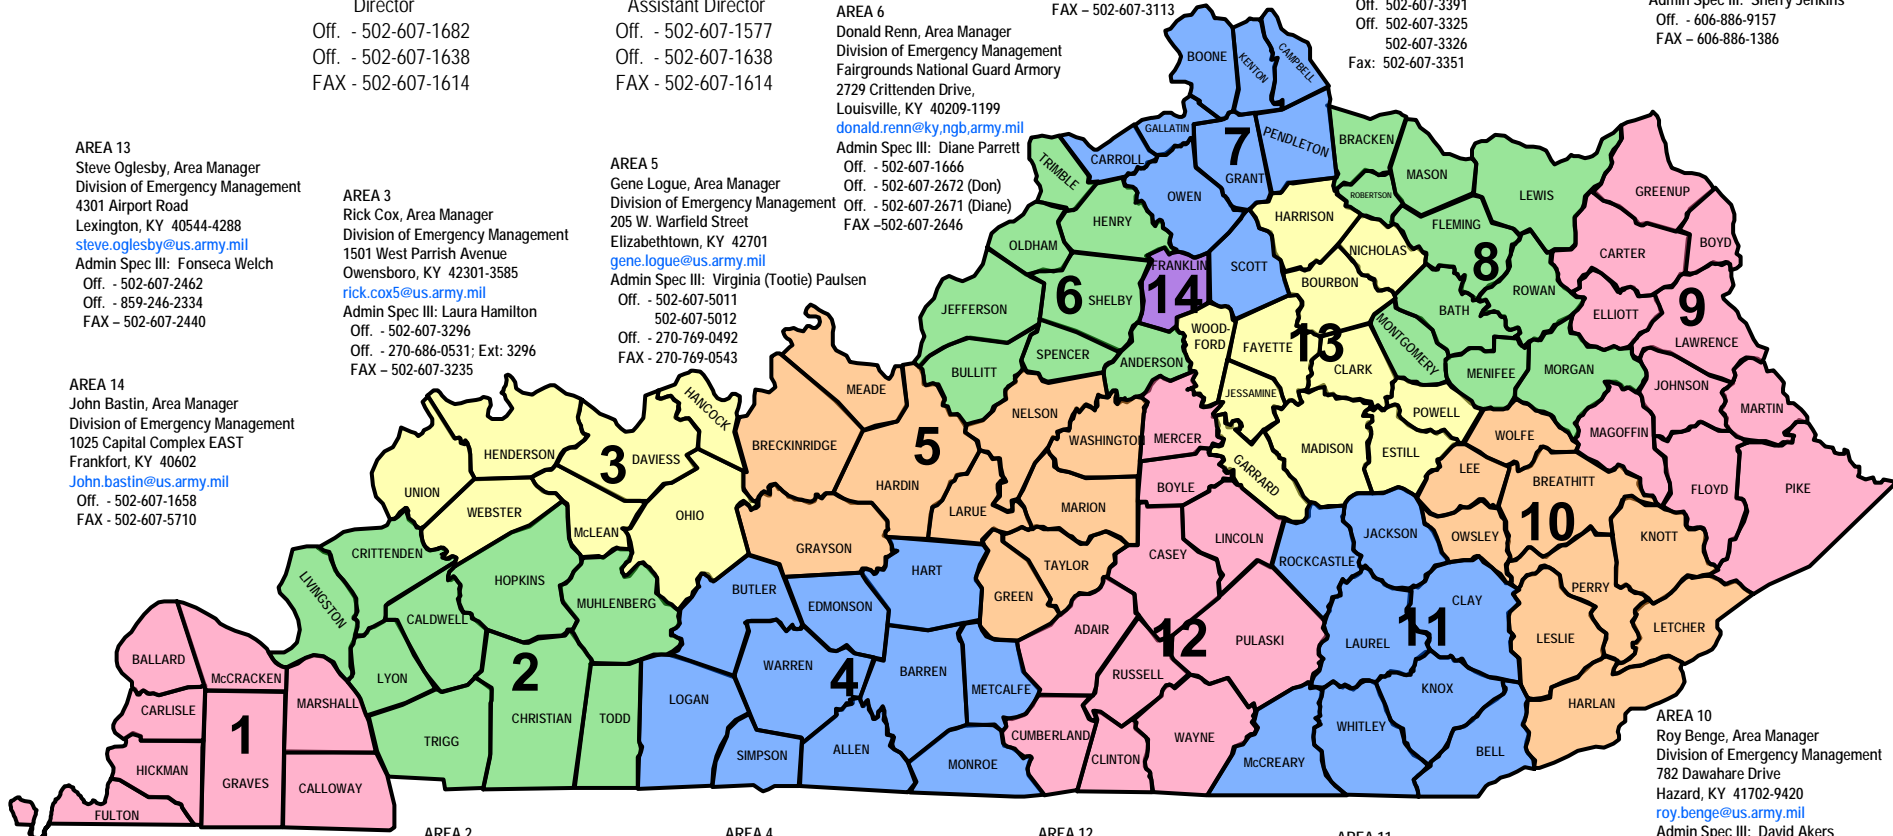 Director
Off. - 502-607-1682
Off. - 502-607-1638
FAX - 502-607-1614
Assistant Director
Off. - 502-607-1577
Off. - 502-607-1638
FAX - 502-607-1614
AREA 6
Donald Renn, Area Manager
Division of Emergency Management
Fairgrounds National Guard Armory
2729 Crittenden Drive,
Louisville, KY 40209-1199
donald.renn@ky,ngb,army.mil
Admin Spec III: Diane Parrett
Off. - 502-607-1666
Off. - 502-607-2672 (Don)
Off. - 502-607-2671 (Diane)
FAX –502-607-2646
FAX – 502-607-3113
Off. 502-607-3391
Off. 502-607-3325
502-607-3326
Fax: 502-607-3351
Admin Spec III: Sherry Jenkins
Off. - 606-886-9157
FAX – 606-886-1386
AREA 13
Steve Oglesby, Area Manager
Division of Emergency Management
4301 Airport Road
Lexington, KY 40544-4288
steve.oglesby@us.army.mil
Admin Spec III: Fonseca Welch
Off. - 502-607-2462
Off. - 859-246-2334
FAX – 502-607-2440
AREA 3
Rick Cox, Area Manager
Division of Emergency Management
1501 West Parrish Avenue
Owensboro, KY 42301-3585
rick.cox5@us.army.mil
Admin Spec III: Laura Hamilton
Off. - 502-607-3296
Off. - 270-686-0531; Ext: 3296
FAX – 502-607-3235
AREA 5
Gene Logue, Area Manager
Division of Emergency Management
205 W. Warfield Street
Elizabethtown, KY 42701
gene.logue@us.army.mil
Admin Spec III: Virginia (Tootie) Paulsen
Off. - 502-607-5011
502-607-5012
Off. - 270-769-0492
FAX - 270-769-0543
AREA 14
John Bastin, Area Manager
Division of Emergency Management
1025 Capital Complex EAST
Frankfort, KY 40602
John.bastin@us.army.mil
Off. - 502-607-1658
FAX - 502-607-5710
BOONE
KENTON
CAMPBELL
GALLATIN
7
PENDLETON
CARROLL
GRANT
OWEN
SCOTT
TRIMBLE
HENRY
OLDHAM
6
SHELBY
JEFFERSON
SPENCER
BULLITT
ANDERSON
FRANKLIN
14
BRACKEN
MASON
ROBERTSON
LEWIS
FLEMING
8
ROWAN
BATH
MONTGOMERY
MENIFEE
MORGAN
GREENUP
CARTER
BOYD
ELLIOTT
9
LAWRENCE
JOHNSON
MARTIN
MAGOFFIN
FLOYD
PIKE
HARRISON
NICHOLAS
BOURBON
WOOD-
FORD
FAYETTE
13
CLARK
JESSAMINE
POWELL
MADISON
ESTILL
GARRARD
MEADE
BRECKINRIDGE
5
NELSON
WASHINGTON
HARDIN
LARUE
MARION
GRAYSON
TAYLOR
GREEN
HANCOCK
HENDERSON
3
DAVIESS
UNION
WEBSTER
McLEAN
OHIO
MERCER
BOYLE
LINCOLN
CASEY
ADAIR
12
PULASKI
RUSSELL
CUMBERLAND
CLINTON
WAYNE
WOLFE
LEE
BREATHITT
10
OWSLEY
KNOTT
PERRY
LESLIE
LETCHER
HARLAN
CRITTENDEN
LIVINGSTON
HOPKINS
MUHLENBERG
CALDWELL
LYON
2
CHRISTIAN
TODD
TRIGG
BUTLER
EDMONSON
HART
WARREN
4
BARREN
METCALFE
LOGAN
SIMPSON
ALLEN
MONROE
ROCKCASTLE
JACKSON
CLAY
LAUREL
11
KNOX
WHITLEY
McCREARY
BELL
BALLARD
McCRACKEN
CARLISLE
MARSHALL
1
HICKMAN
GRAVES
CALLOWAY
FULTON
AREA 10
Roy Benge, Area Manager
Division of Emergency Management
782 Dawahare Drive
Hazard, KY 41702-9420
roy.benge@us.army.mil
Admin Spec III: David Akers
AREA 2
AREA 4
AREA 12
AREA 11